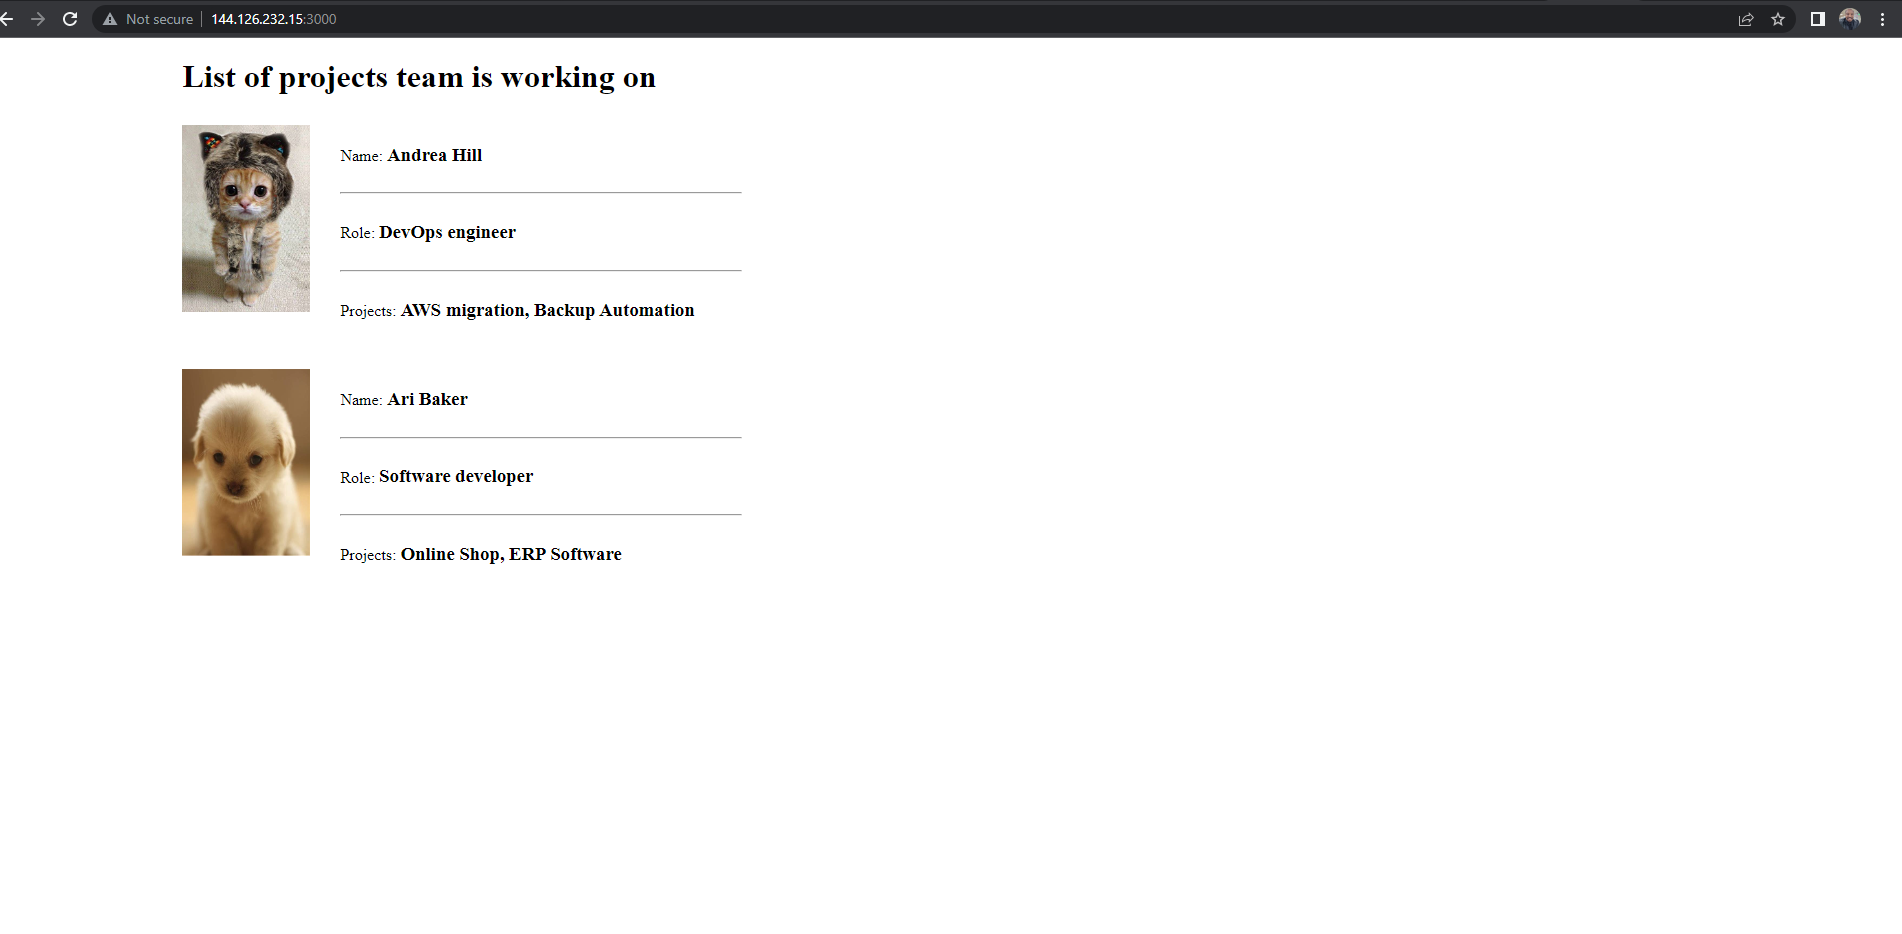 Not secure 144.126.232.15:3000
List of projects team is working on
Name: Andrea Hill
Role: DevOps engineer
Projects: AWS migration, Backup Automation
Name: Ari Baker
Role: Software developer
Projects: Online Shop, ERP Software